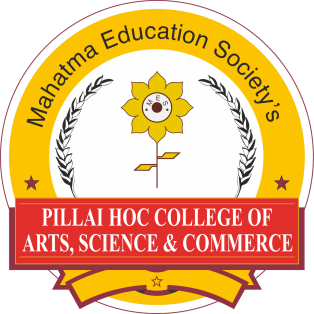 Mahatma Education Society's
M E S
PILLAI HOC COLLEGE OF
ARTS, SCIENCE & COMMERCE